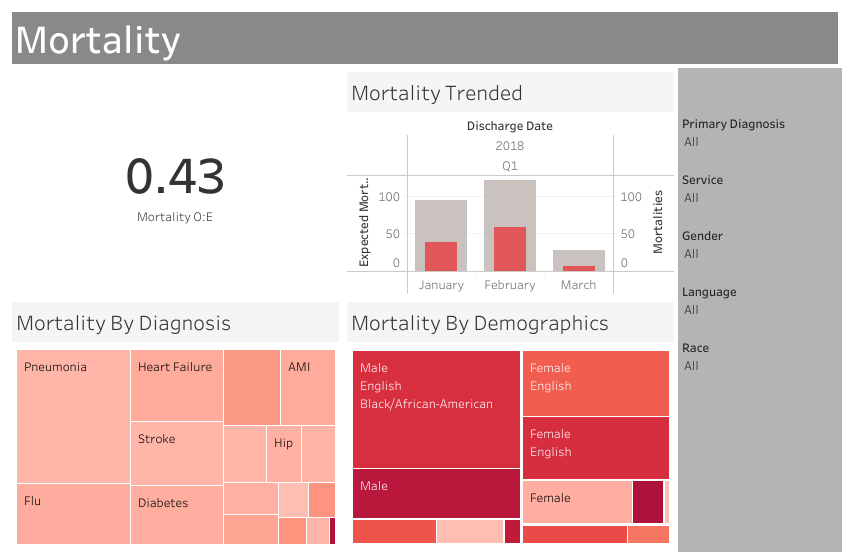 Mortality
0.43
Mortality O:E
Mortality Trended
Discharge Date
2018
Q1
Expected Mort..
100
50
0
100
50
0
Mortalities
January
February
March
Primary Diagnosis
All
Service
All
Gender
All
Language
All
Race
All
Mortality By Diagnosis
Pneumonia
Heart Failure
AMI
Stroke
Hip
Flu
Diabetes
Mortality By Demographics
Male
English
Black/African-American
Female
English
Female
English
Male
Female